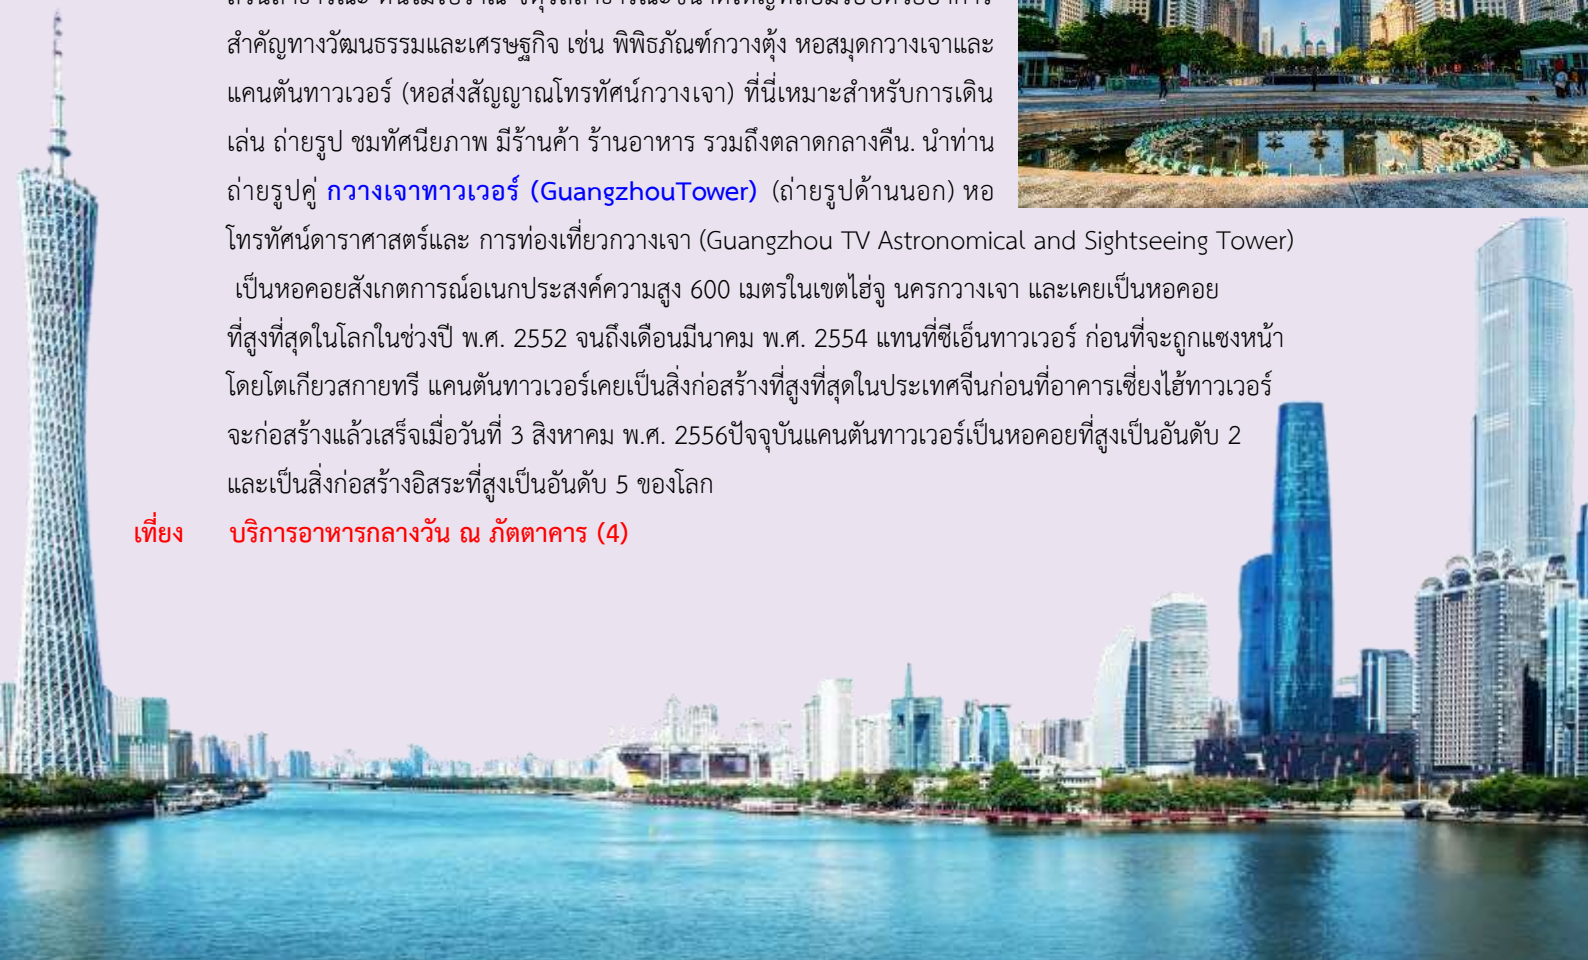 สำคัญทางวัฒนธรรมและเศรษฐกิจ เช่น พิพิธภัณฑ์กวางตุ้ง หอสมุดกวางเจาและ
แคนตันทาวเวอร์ (หอส่งสัญญาณโทรทัศน์กวางเจา) ที่นี่เหมาะสำหรับการเดิน
เล่น ถ่ายรูป ชมทัศนียภาพ มีร้านค้า ร้านอาหาร รวมถึงตลาดกลางคืน. นำท่าน
ถ่ายรูปคู่ กวางเจาทาวเวอร์ (GuangzhouTower) (ถ่ายรูปด้านนอก) หอ
โทรทัศน์ดาราศาสตร์และ การท่องเที่ยวกวางเจา (Guangzhou TV Astronomical and Sightseeing Tower)
เป็นหอคอยสังเกตการณ์อเนกประสงค์ความสูง 600 เมตรในเขตไฮ่จู นครกวางเจา และเคยเป็นหอคอย
ที่สูงที่สุดในโลกในช่วงปี พ.ศ. 2552 จนถึงเดือนมีนาคม พ.ศ. 2554 แทนที่ซีเอ็นทาวเวอร์ ก่อนที่จะถูกแซงหน้า
โดยโตเกียวสกายทรี แคนตันทาวเวอร์เคยเป็นสิ่งก่อสร้างที่สูงที่สุดในประเทศจีนก่อนที่อาคารเซี่ยงไฮ้ทาวเวอร์
จะก่อสร้างแล้วเสร็จเมื่อวันที่ 3 สิงหาคม พ.ศ. 2556ปัจจุบันแคนตันทาวเวอร์เป็นหอคอยที่สูงเป็นอันดับ 2
และเป็นสิ่งก่อสร้างอิสระที่สูงเป็นอันดับ 5 ของโลก
เที่ยง บริการอาหารกลางวัน ณ ภัตตาคาร (4)